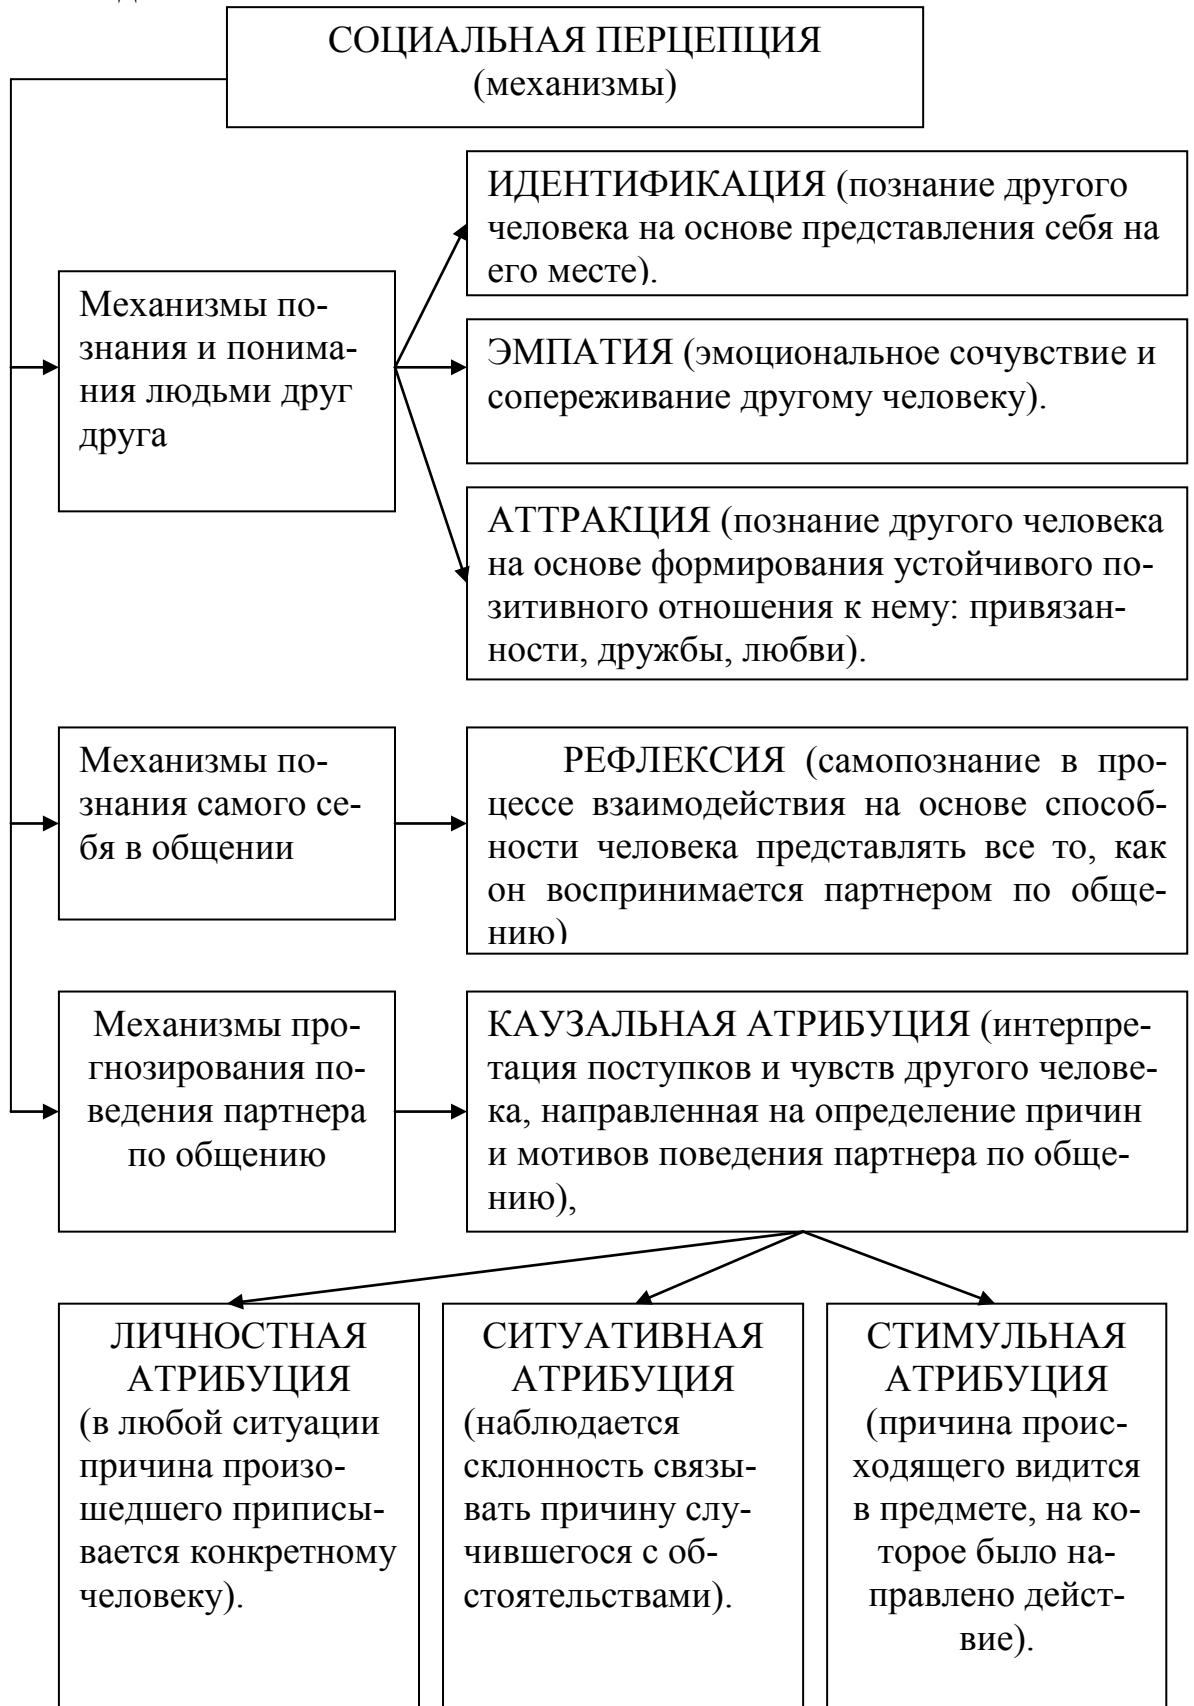 СОЦИАЛЬНАЯ ПЕРЦЕПЦИЯ
(механизмы)
ИДЕНТИФИКАЦИЯ (познание другого
человека на основе представления себя на
его месте).
Механизмы по-
знания и понима-
ния людьми друг
друга
ЭМПАТИЯ (эмоциональное сочувствие и
сопереживание другому человеку).
АТТРАКЦИЯ (познание другого человека
на основе формирования устойчивого по-
зитивного отношения к нему: привязан-
ности, дружбы, любви).
Механизмы по-
знания самого се-
бя в общении
РЕФЛЕКСИЯ (самопознание в про-
цессе взаимодействия на основе способ-
ности человека представлять все то, как
он воспринимается партнером по обще-
нию)
Механизмы про-
гнозирования по-
ведения партнера
по общению
КАУЗАЛЬНАЯ АТРИБУЦИЯ (интерпре-
тация поступков и чувств другого челове-
ка, направленная на определение причин
и мотивов поведения партнера по обще-
нию),
ЛИЧНОСТНАЯ
АТРИБУЦИЯ
(в любой ситуации
причина произо-
шедшего приписы-
вается конкретному
человеку).
СИТУАТИВНАЯ
АТРИБУЦИЯ
(наблюдается
склонность связы-
вать причину слу-
чившегося с об-
стоятельствами).
СТИМУЛЬНАЯ
АТРИБУЦИЯ
(причина проис-
ходящего видится
в предмете, на ко-
торое было на-
правлено дейст-
вие).